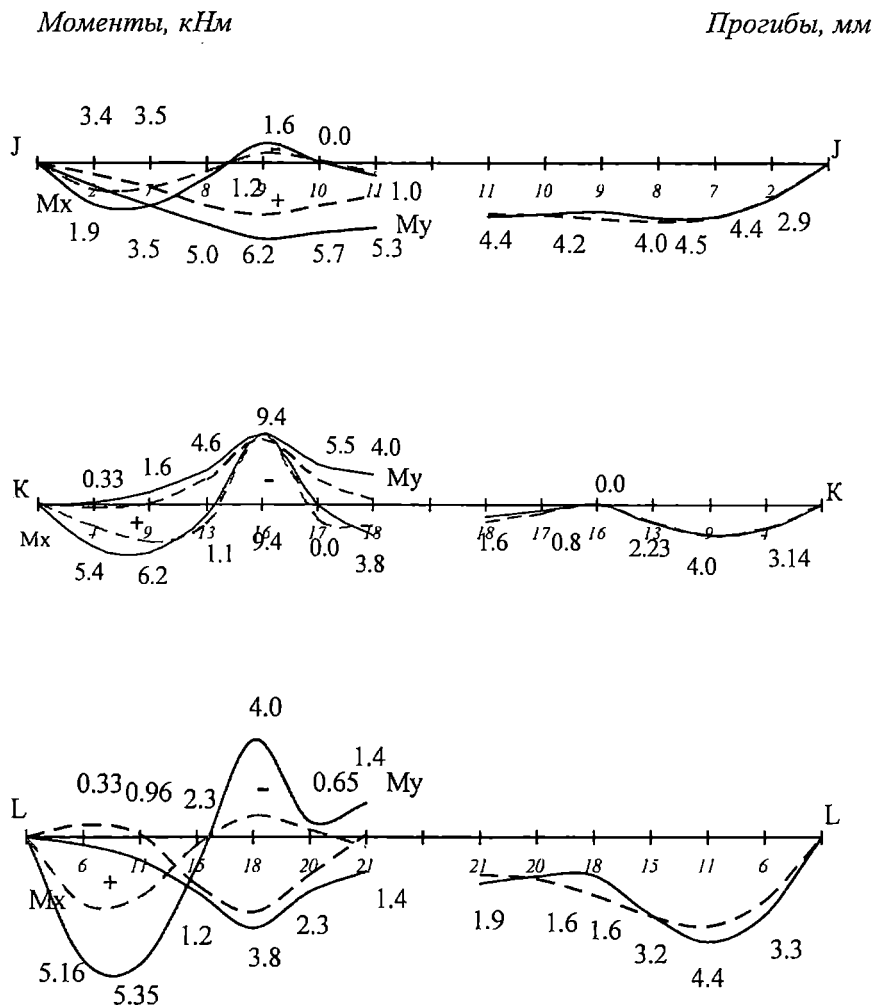 Моменты, кНм
Прогибы, мм
3.4 3.5 1.6 0.0
J J
2 7 8 9 10 11 11 10 9 8 7 2
1.2 + 1.0
Mx My
1.9 3.5 5.0 6.2 5.7 5.3 4.4 4.2 4.0 4.5 4.4 2.9
9.4
4.6 5.5 4.0
0.33 1.6 My 0.0
K - K
Mx + 9 13 16 17 18 18 17 16 13 9
5.4 6.2 1.1 9.4 0.0 3.8 1.6 0.8 2.23 4.0 3.14
4.0
1.4
0.33 0.96 2.3 - 0.65 My
L L
6 11 15 18 20 21 21 20 18 15 11 6
Mx +
5.16 5.35 1.2 3.8 2.3 1.4 1.9 1.6 1.6 3.2 4.4 3.3